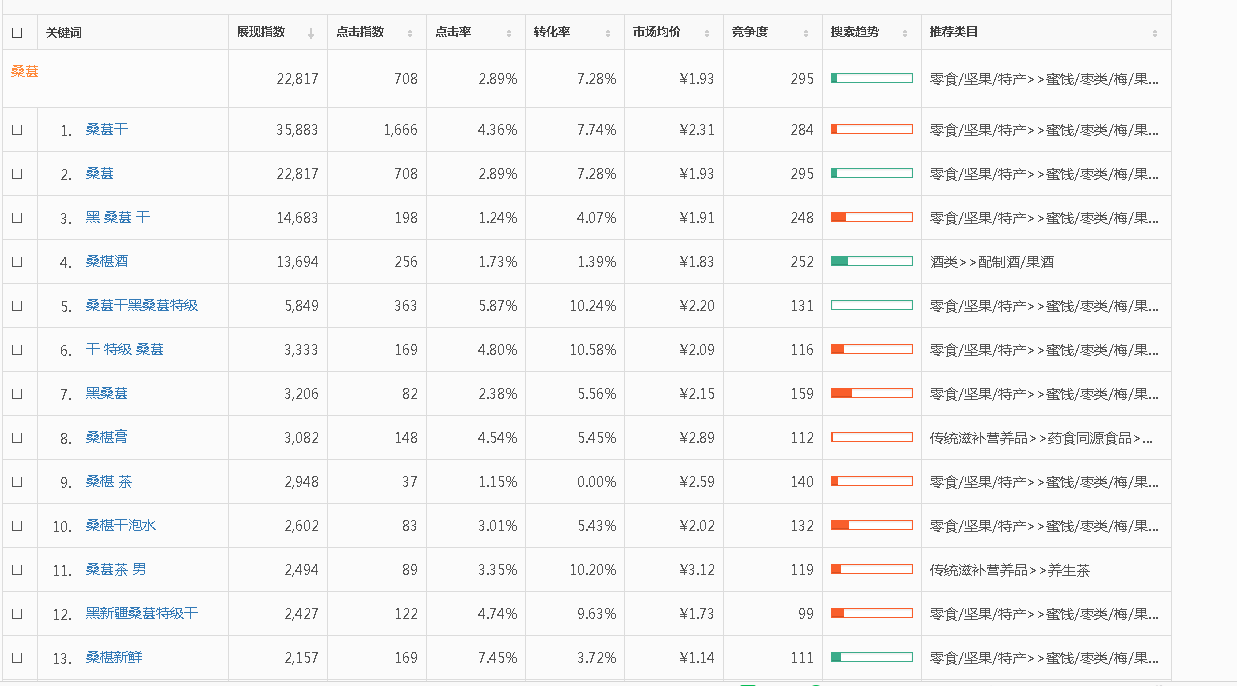 关键词 展现指数 点击指数 点击率 转化率 市场均价 竞争度 搜索趋势 推荐类目
桑葚 22,817 708 2.89% 7.28% ¥1.93 295 零食/坚果/特产>>蜜饯/枣类/梅/果...
1. 桑葚干 35,883 1,666 4.36% 7.74% ¥2.31 284 零食/坚果/特产>>蜜饯/枣类/梅/果...
2. 桑葚 22,817 708 2.89% 7.28% ¥1.93 295 零食/坚果/特产>>蜜饯/枣类/梅/果...
3. 黑 桑葚 干 14,683 198 1.24% 4.07% ¥1.91 248 零食/坚果/特产>>蜜饯/枣类/梅/果...
4. 桑椹酒 13,694 256 1.73% 1.39% ¥1.83 252 酒类>>配制酒/果酒
5. 桑葚干黑桑葚特级 5,849 363 5.87% 10.24% ¥2.20 131 零食/坚果/特产>>蜜饯/枣类/梅/果...
6. 干 特级 桑葚 3,333 169 4.80% 10.58% ¥2.09 116 零食/坚果/特产>>蜜饯/枣类/梅/果...
7. 黑桑葚 3,206 82 2.38% 5.56% ¥2.15 159 零食/坚果/特产>>蜜饯/枣类/梅/果...
8. 桑椹膏 3,082 148 4.54% 5.45% ¥2.89 112 传统滋补营养品>>药食同源食品>...
9. 桑椹 茶 2,948 37 1.15% 0.00% ¥2.59 140 零食/坚果/特产>>蜜饯/枣类/梅/果...
10. 桑椹干泡水 2,602 83 3.01% 5.43% ¥2.02 132 零食/坚果/特产>>蜜饯/枣类/梅/果...
11. 桑葚茶 男 2,494 89 3.35% 10.20% ¥3.12 119 传统滋补营养品>>养生茶
12. 黑新疆桑葚特级干 2,427 122 4.74% 9.63% ¥1.73 99 零食/坚果/特产>>蜜饯/枣类/梅/果...
13. 桑椹新鲜 2,157 169 7.45% 3.72% ¥1.14 111 零食/坚果/特产>>蜜饯/枣类/梅/果...